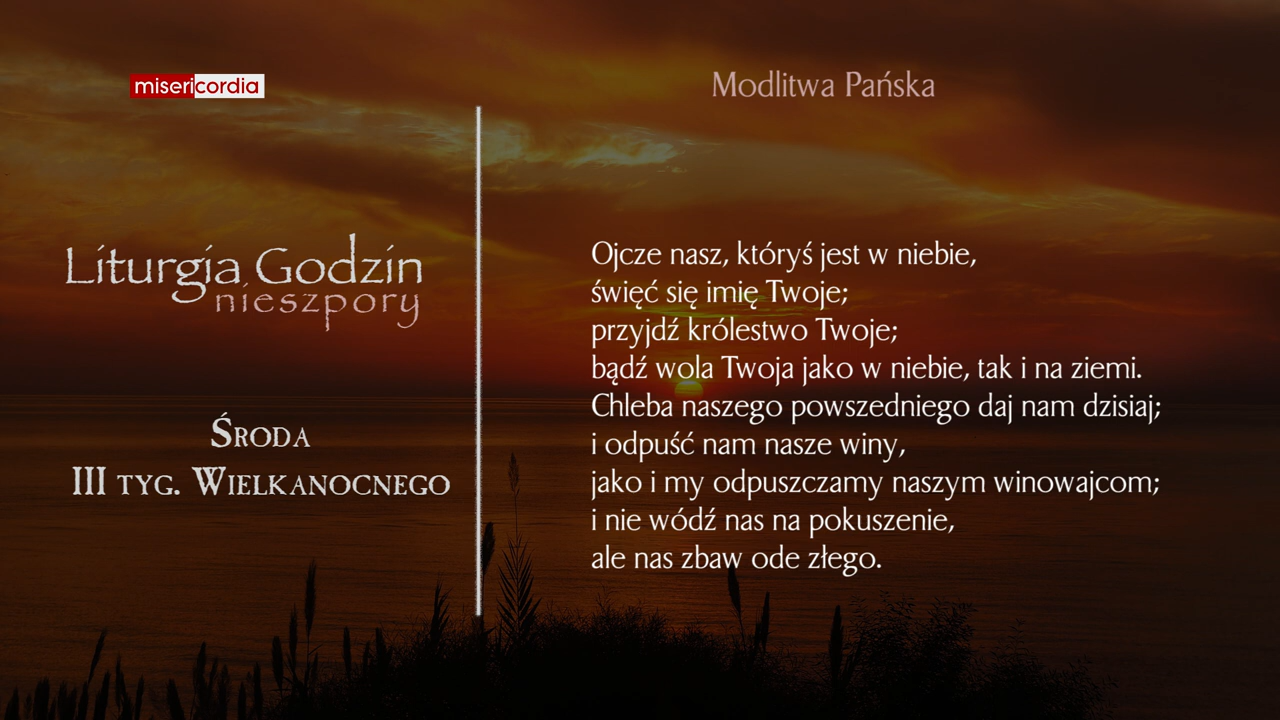 misericordia
Liturgia Godzin
nieszpory
Środa
III tyg. Wielkanocnego
Modlitwa Pańska
Ojcze nasz, któryś jest w niebie,
święć się imię Twoje;
przyjdź królestwo Twoje;
bądź wola Twoja jako w niebie, tak i na ziemi.
Chleba naszego powszedniego daj nam dzisiaj;
i odpuść nam nasze winy,
jako i my odpuszczamy naszym winowajcom;
i nie wódź nas na pokuszenie,
ale nas zbaw ode złego.